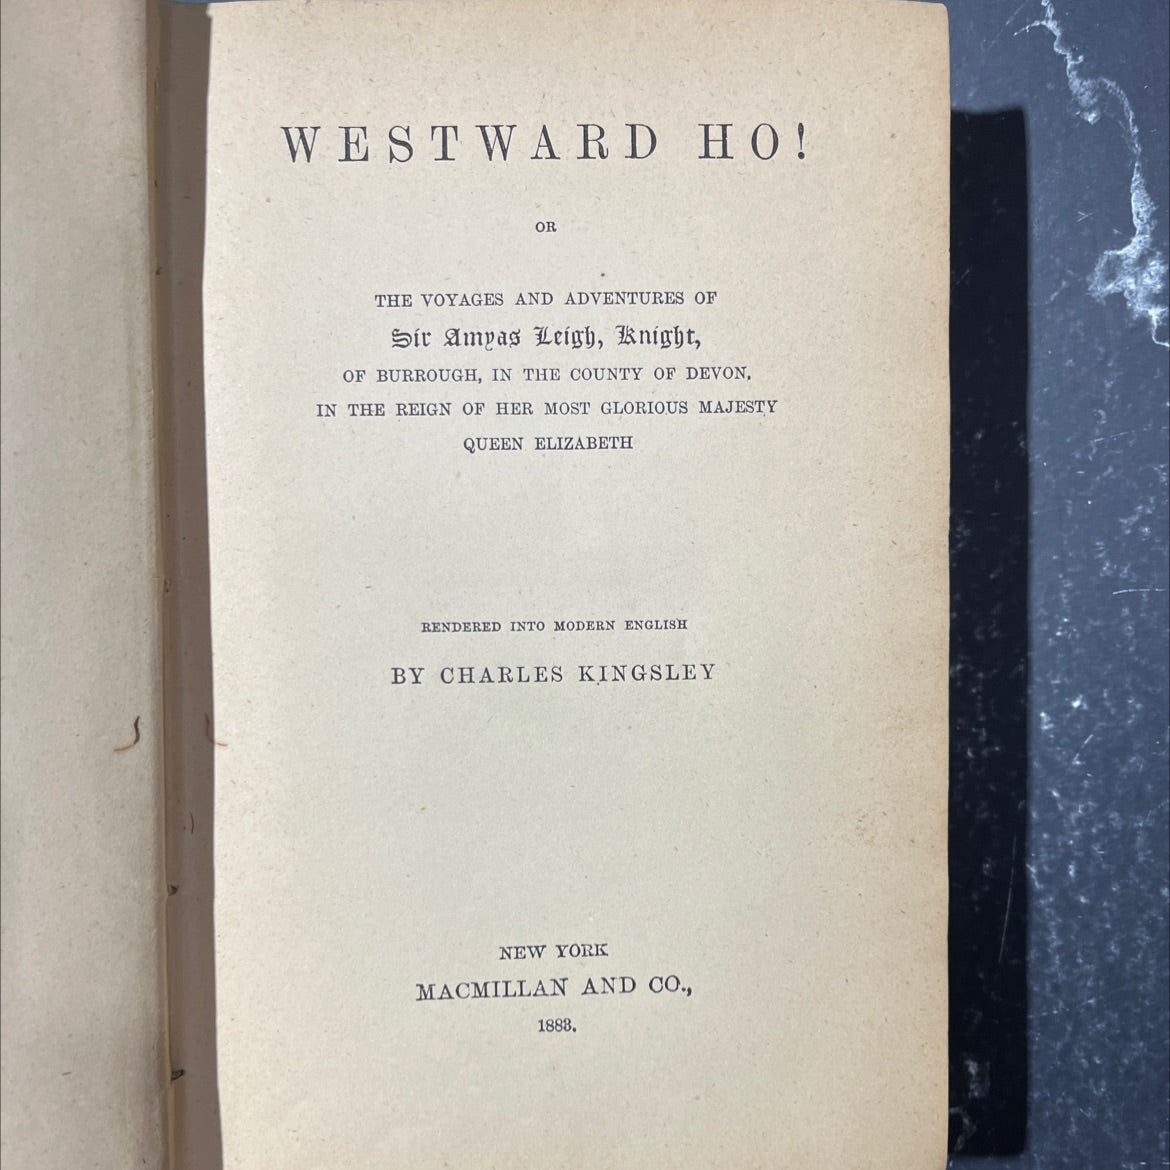 WESTWARD HO!
OR
THE VOYAGES AND ADVENTURES OF
Sir Amyas Leigh, Knight,
OF BURROUGH, IN THE COUNTY OF DEVON,
IN THE REIGN OF HER MOST GLORIOUS MAJESTY
QUEEN ELIZABETH
RENDERED INTO MODERN ENGLISH
BY CHARLES KINGSLEY
NEW YORK
MACMILLAN AND CO.,
1883.